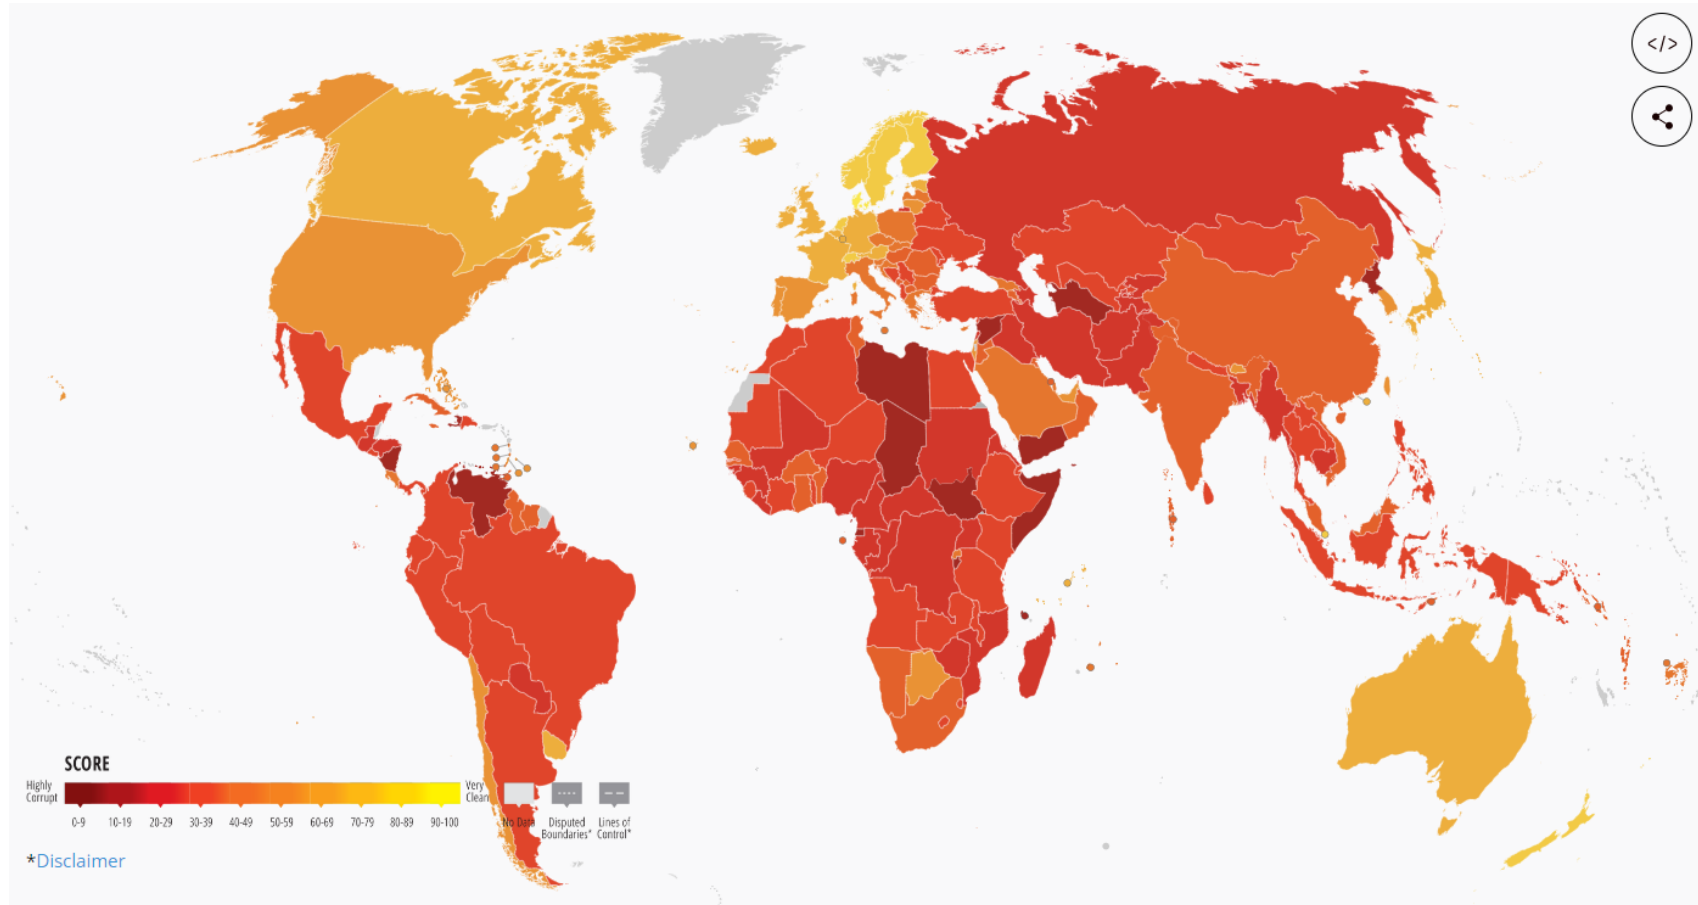 </>
SCORE
Highly
Corrupt
Very
Clean
0-9 10-19 20-29 30-39 40-49 50-59 60-69 70-79 80-89 90-100
No Data
Disputed
Boundaries*
Lines of
Control*
*Disclaimer